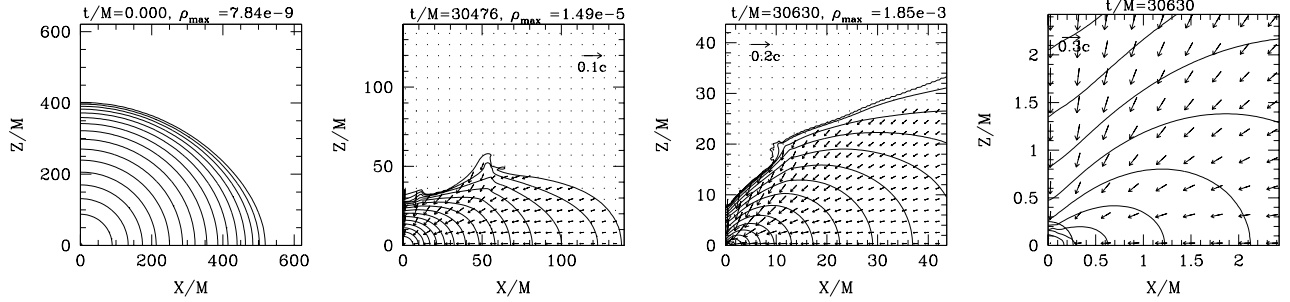 t/M=0.000, ρmax =7.84e-9
Z/M
600
400
200
0
0 200 400 600
X/M
t/M=30476, ρmax =1.49e-5
0.1c
Z/M
100
50
0
0 50 100
X/M
t/M=30630, ρmax =1.85e-3
0.2c
Z/M
40
30
20
10
0
0 10 20 30 40
X/M
t/M=30630
0.3c
Z/M
2
1.5
1
0.5
0
0 0.5 1 1.5 2
X/M